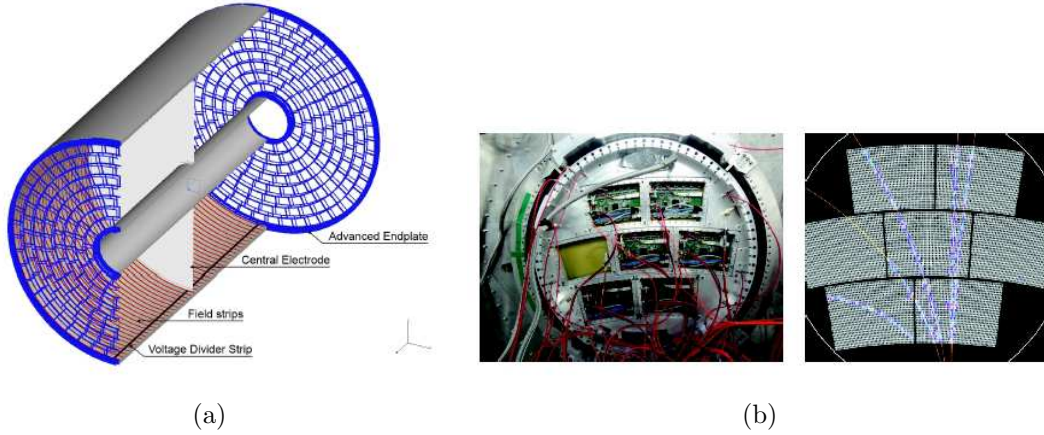 Advanced Endplate
Central Electrode
Field strips
Voltage Divider Strip
(a)
(b)